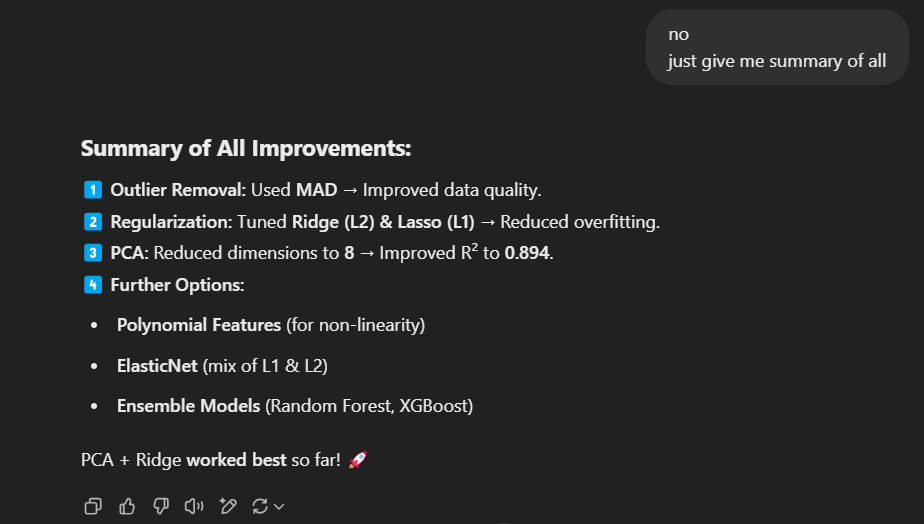 no
just give me summary of all
Summary of All Improvements:
1️⃣ Outlier Removal: Used MAD → Improved data quality.
2️⃣ Regularization: Tuned Ridge (L2) & Lasso (L1) → Reduced overfitting.
3️⃣ PCA: Reduced dimensions to 8 → Improved R² to 0.894.
4️⃣ Further Options:
• Polynomial Features (for non-linearity)
• ElasticNet (mix of L1 & L2)
• Ensemble Models (Random Forest, XGBoost)
PCA + Ridge worked best so far! 🚀